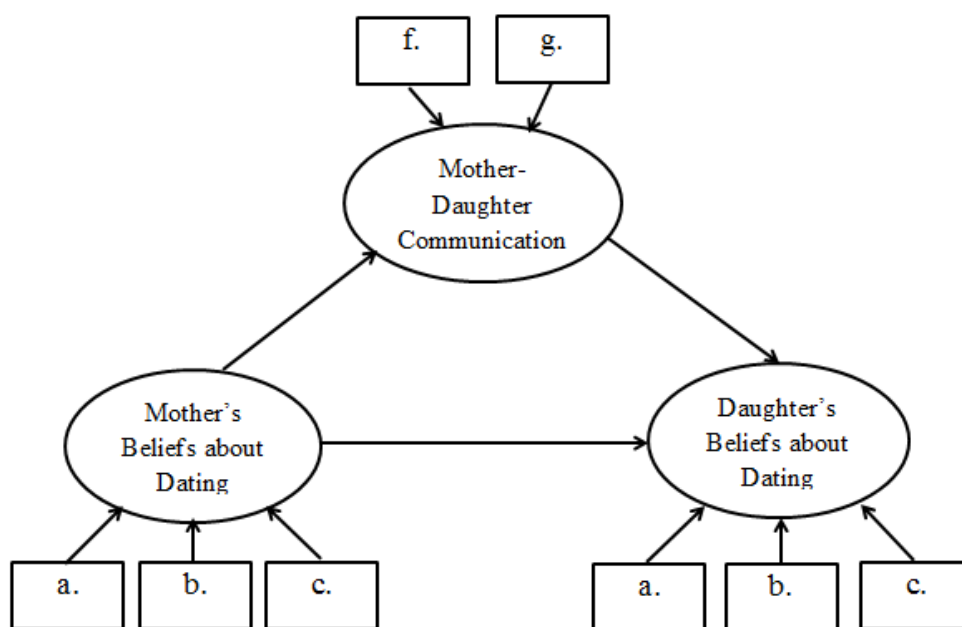 f.
g.
Mother-
Daughter
Communication
Mother's
Beliefs about
Dating
Daughter's
Beliefs about
Dating
a.
b.
c.
a.
b.
c.